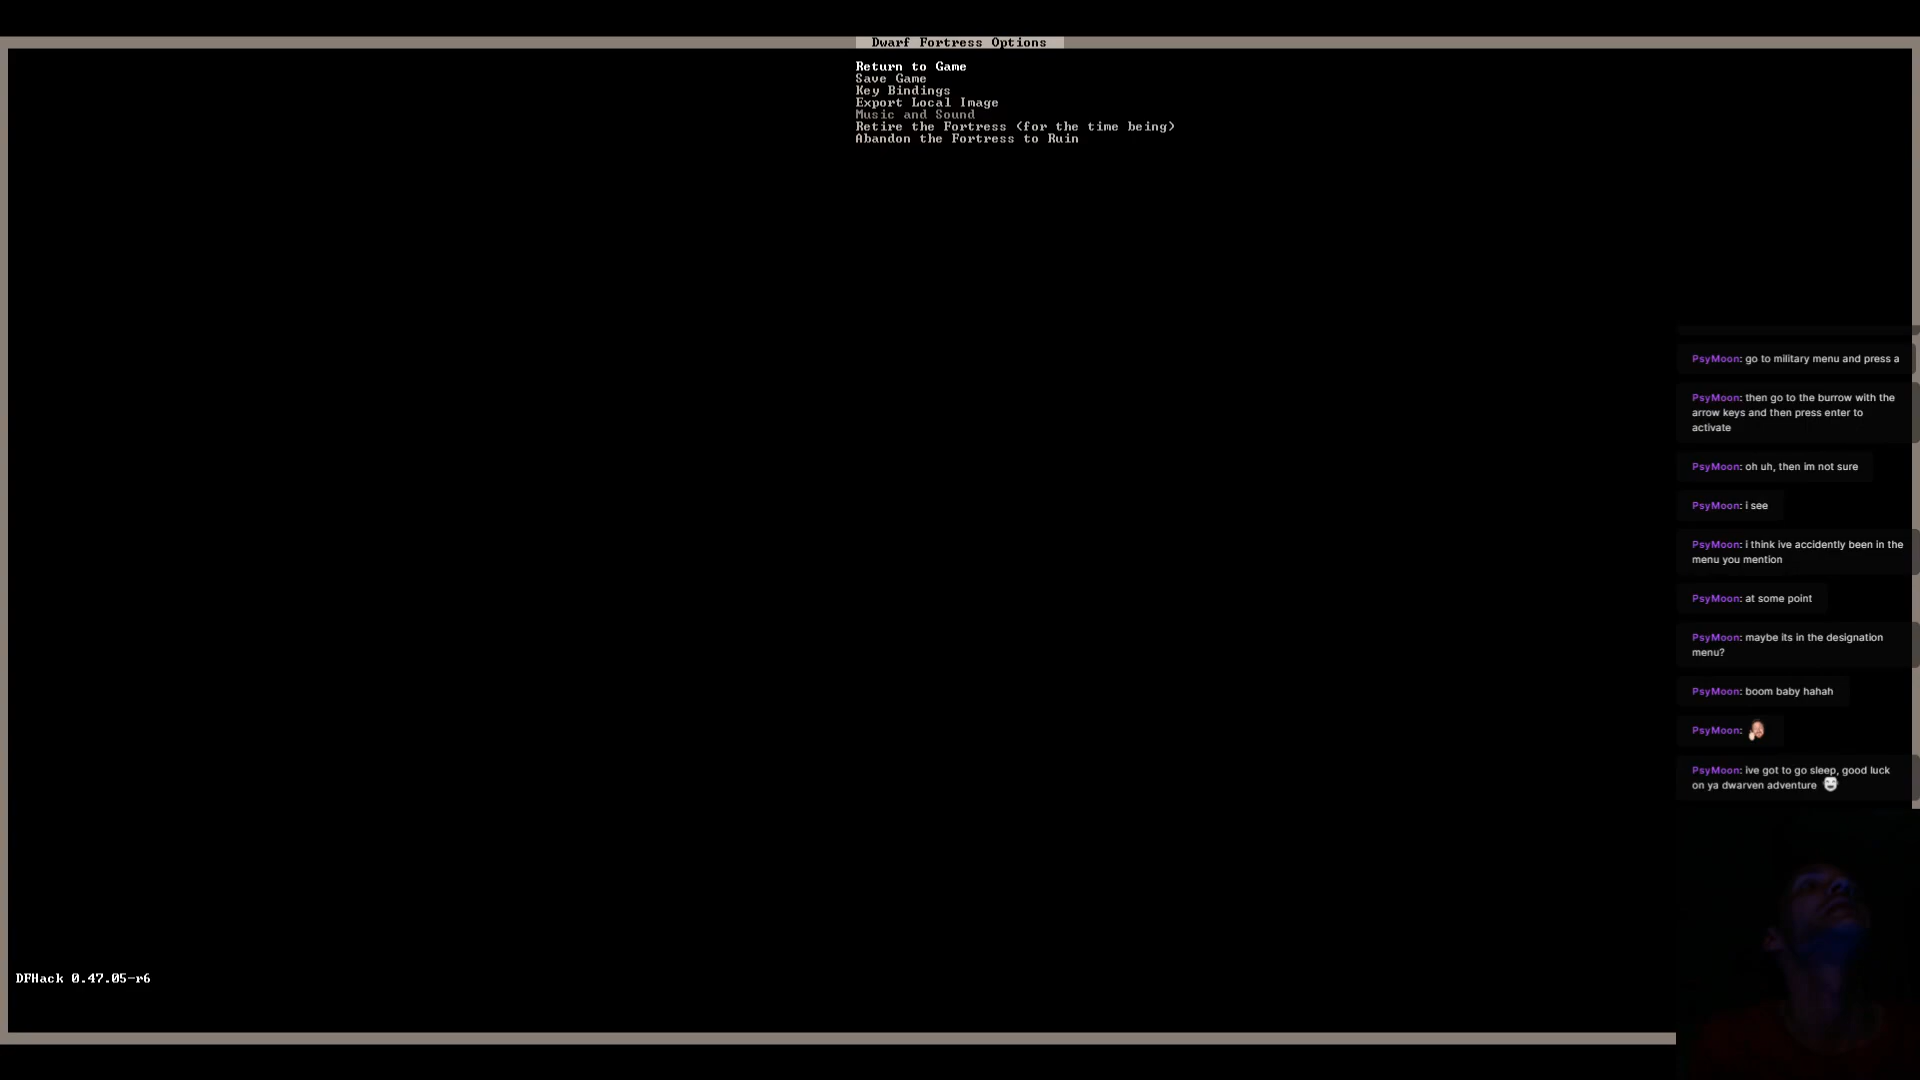 Dwarf Fortress Options
Return to Game
Save Game
Key Bindings
Export Local Image
Music and Sound
Retire the Fortress (for the time being)
Abandon the Fortress to Ruin
PsyMoon: go to military menu and press a
PsyMoon: then go to the burrow with the
arrow keys and then press enter to
activate
PsyMoon: oh uh, then im not sure
PsyMoon: i see
PsyMoon: i think ive accidently been in the
menu you mention
PsyMoon: at some point
PsyMoon: maybe its in the designation
menu?
PsyMoon: boom baby hahah
PsyMoon:
PsyMoon: ive got to go sleep, good luck
on ya dwarven adventure
DFHack 0.47.05-r6